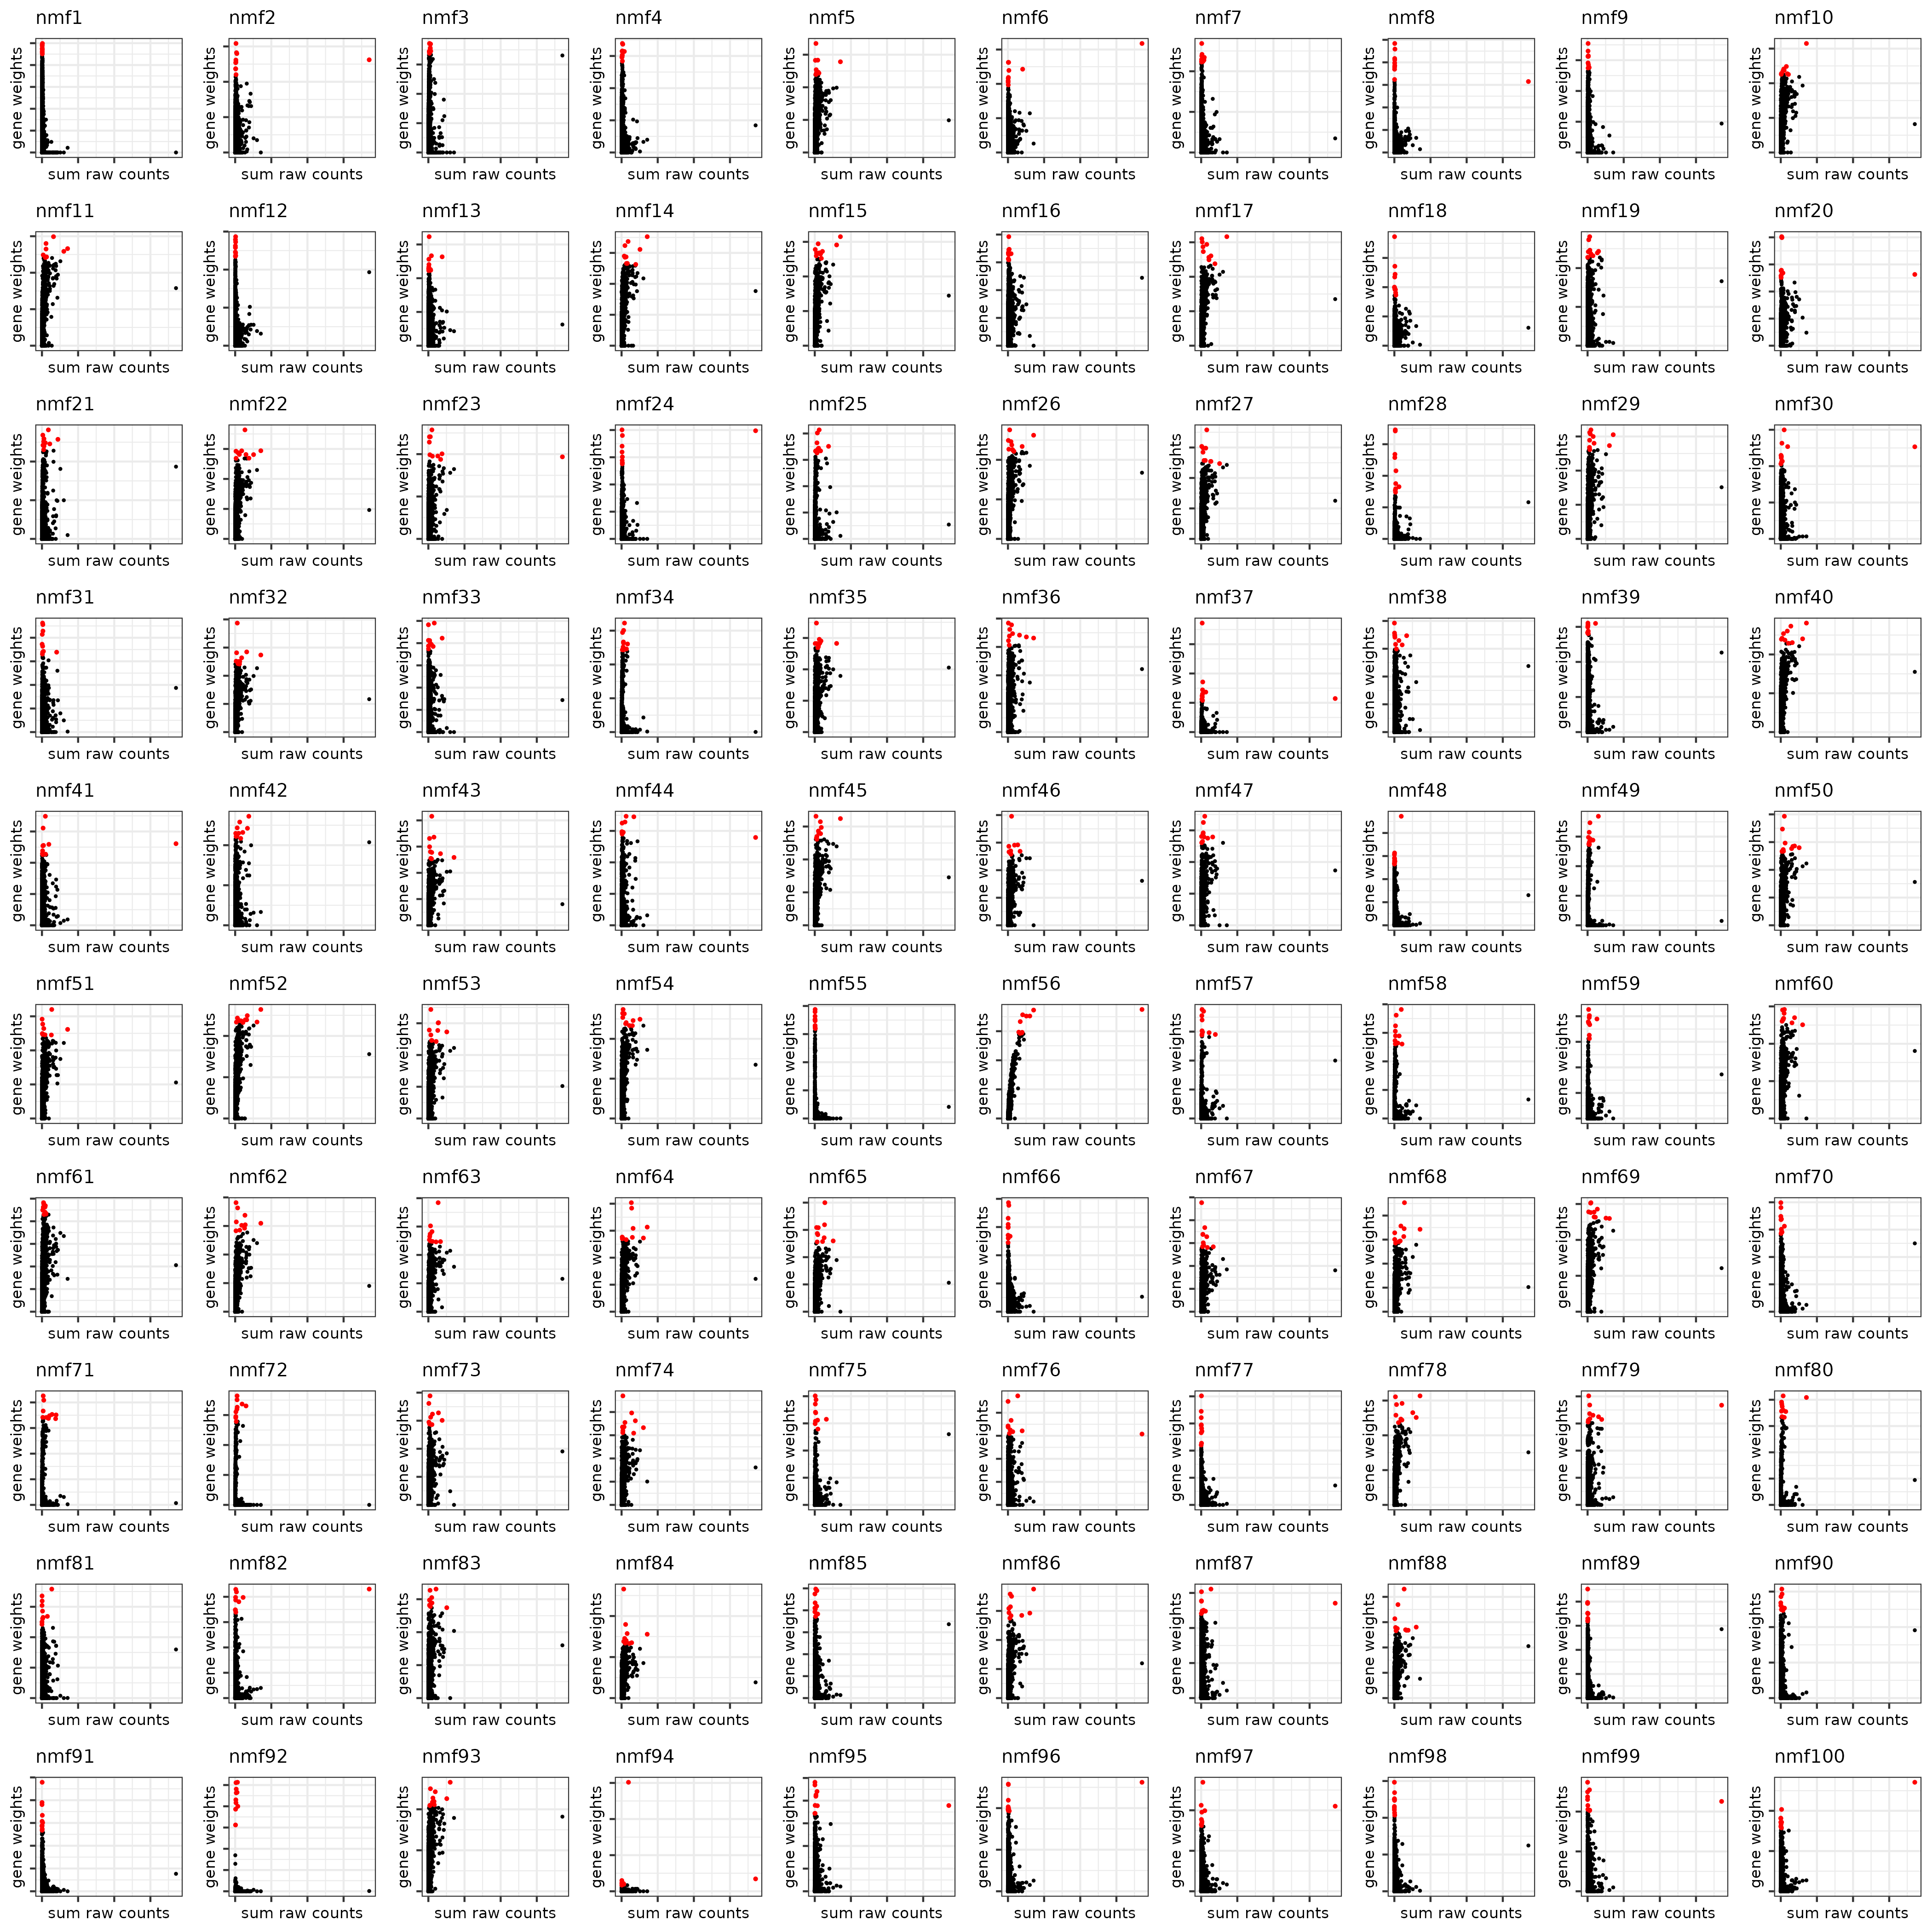 nmf1 nmf2 nmf3 nmf4 nmf5 nmf6 nmf7 nmf8 nmf9 nmf10
gene weights gene weights gene weights gene weights gene weights gene weights gene weights gene weights gene weights gene weights
sum raw counts sum raw counts sum raw counts sum raw counts sum raw counts sum raw counts sum raw counts sum raw counts sum raw counts sum raw counts
nmf11 nmf12 nmf13 nmf14 nmf15 nmf16 nmf17 nmf18 nmf19 nmf20
gene weights gene weights gene weights gene weights gene weights gene weights gene weights gene weights gene weights gene weights
sum raw counts sum raw counts sum raw counts sum raw counts sum raw counts sum raw counts sum raw counts sum raw counts sum raw counts sum raw counts
nmf21 nmf22 nmf23 nmf24 nmf25 nmf26 nmf27 nmf28 nmf29 nmf30
gene weights gene weights gene weights gene weights gene weights gene weights gene weights gene weights gene weights gene weights
sum raw counts sum raw counts sum raw counts sum raw counts sum raw counts sum raw counts sum raw counts sum raw counts sum raw counts sum raw counts
nmf31 nmf32 nmf33 nmf34 nmf35 nmf36 nmf37 nmf38 nmf39 nmf40
gene weights gene weights gene weights gene weights gene weights gene weights gene weights gene weights gene weights gene weights
sum raw counts sum raw counts sum raw counts sum raw counts sum raw counts sum raw counts sum raw counts sum raw counts sum raw counts sum raw counts
nmf41 nmf42 nmf43 nmf44 nmf45 nmf46 nmf47 nmf48 nmf49 nmf50
gene weights gene weights gene weights gene weights gene weights gene weights gene weights gene weights gene weights gene weights
sum raw counts sum raw counts sum raw counts sum raw counts sum raw counts sum raw counts sum raw counts sum raw counts sum raw counts sum raw counts
nmf51 nmf52 nmf53 nmf54 nmf55 nmf56 nmf57 nmf58 nmf59 nmf60
gene weights gene weights gene weights gene weights gene weights gene weights gene weights gene weights gene weights gene weights
sum raw counts sum raw counts sum raw counts sum raw counts sum raw counts sum raw counts sum raw counts sum raw counts sum raw counts sum raw counts
nmf61 nmf62 nmf63 nmf64 nmf65 nmf66 nmf67 nmf68 nmf69 nmf70
gene weights gene weights gene weights gene weights gene weights gene weights gene weights gene weights gene weights gene weights
sum raw counts sum raw counts sum raw counts sum raw counts sum raw counts sum raw counts sum raw counts sum raw counts sum raw counts sum raw counts
nmf71 nmf72 nmf73 nmf74 nmf75 nmf76 nmf77 nmf78 nmf79 nmf80
gene weights gene weights gene weights gene weights gene weights gene weights gene weights gene weights gene weights gene weights
sum raw counts sum raw counts sum raw counts sum raw counts sum raw counts sum raw counts sum raw counts sum raw counts sum raw counts sum raw counts
nmf81 nmf82 nmf83 nmf84 nmf85 nmf86 nmf87 nmf88 nmf89 nmf90
gene weights gene weights gene weights gene weights gene weights gene weights gene weights gene weights gene weights gene weights
sum raw counts sum raw counts sum raw counts sum raw counts sum raw counts sum raw counts sum raw counts sum raw counts sum raw counts sum raw counts
nmf91 nmf92 nmf93 nmf94 nmf95 nmf96 nmf97 nmf98 nmf99 nmf100
gene weights gene weights gene weights gene weights gene weights gene weights gene weights gene weights gene weights gene weights
sum raw counts sum raw counts sum raw counts sum raw counts sum raw counts sum raw counts sum raw counts sum raw counts sum raw counts sum raw counts